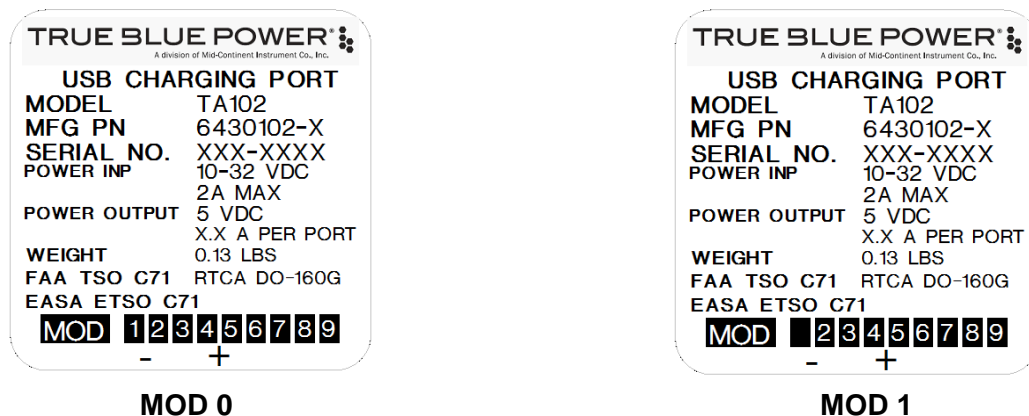 TRUE BLUE POWER®
A division of Mid-Continent Instrument Co., Inc.
USB CHARGING PORT
MODEL TA102
MFG PN 6430102-X
SERIAL NO. XXX-XXXX
POWER INP 10-32 VDC
2A MAX
POWER OUTPUT 5 VDC
X.X A PER PORT
WEIGHT 0.13 LBS
FAA TSO C71 RTCA DO-160G
EASA ETSO C71
MOD 1 2 3 4 5 6 7 8 9
- +
MOD 0
TRUE BLUE POWER®
A division of Mid-Continent Instrument Co., Inc.
USB CHARGING PORT
MODEL TA102
MFG PN 6430102-X
SERIAL NO. XXX-XXXX
POWER INP 10-32 VDC
2A MAX
POWER OUTPUT 5 VDC
X.X A PER PORT
WEIGHT 0.13 LBS
FAA TSO C71 RTCA DO-160G
EASA ETSO C71
MOD 2 3 4 5 6 7 8 9
- +
MOD 1